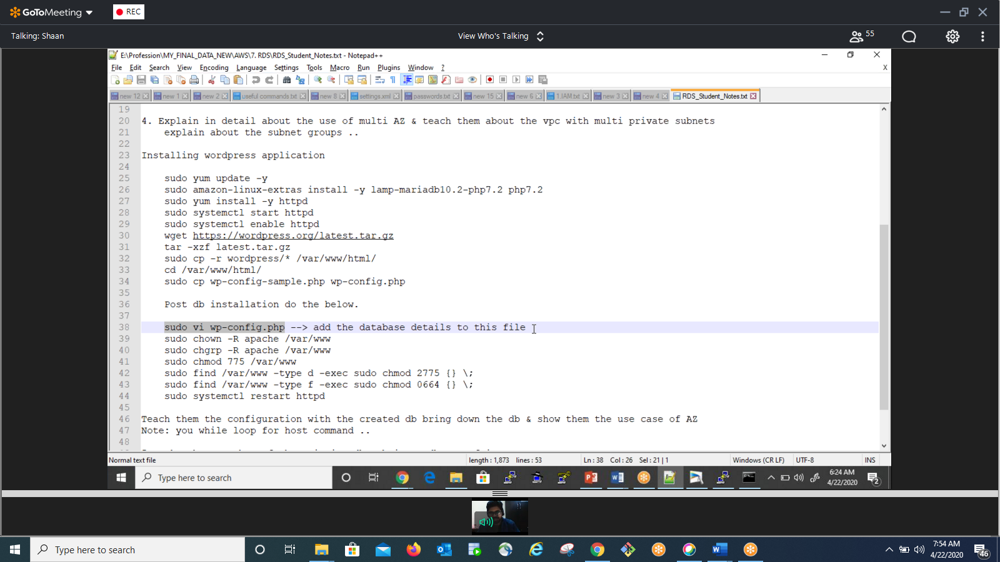 GoToMeeting
REC
Talking: Shaan
View Who's Talking
55
E:\Profession\MY_FINAL_DATA_NEW\AWS\7. RDS\RDS_Student_Notes.txt - Notepad++
File Edit Search View Encoding Language Settings Tools Macro Run Plugins Window ?
X
new 12 new 1 new 2 useful commands.txt new 8 settings.xml passwords.txt new 15 new 6 1.IAM.txt new 3 new 4 RDS_Student_Notes.txt
19
20 4. Explain in detail about the use of multi AZ & teach them about the vpc with multi private subnets
21 explain about the subnet groups ..
22
23 Installing wordpress application
24
25 sudo yum update -y
26 sudo amazon-linux-extras install -y lamp-mariadb10.2-php7.2 php7.2
27 sudo yum install -y httpd
28 sudo systemctl start httpd
29 sudo systemctl enable httpd
30 wget https://wordpress.org/latest.tar.gz
31 tar -xzf latest.tar.gz
32 sudo cp -r wordpress/* /var/www/html/
33 cd /var/www/html/
34 sudo cp wp-config-sample.php wp-config.php
35
36 Post db installation do the below.
37
38 sudo vi wp-config.php --> add the database details to this file
39 sudo chown -R apache /var/www
40 sudo chgrp -R apache /var/www
41 sudo chmod 775 /var/www
42 sudo find /var/www -type d -exec sudo chmod 2775 {} \;
43 sudo find /var/www -type f -exec sudo chmod 0664 {} \;
44 sudo systemctl restart httpd
45
46 Teach them the configuration with the created db bring down the db & show them the use case of AZ
47 Note: you while loop for host command ..
48
Normal text file length : 1,873 lines : 53 Ln : 38 Col : 26 Sel : 21 | 1 Windows (CR LF) UTF-8 INS
Type here to search
6:24 AM
4/22/2020
2
Type here to search
7:54 AM
4/22/2020
46